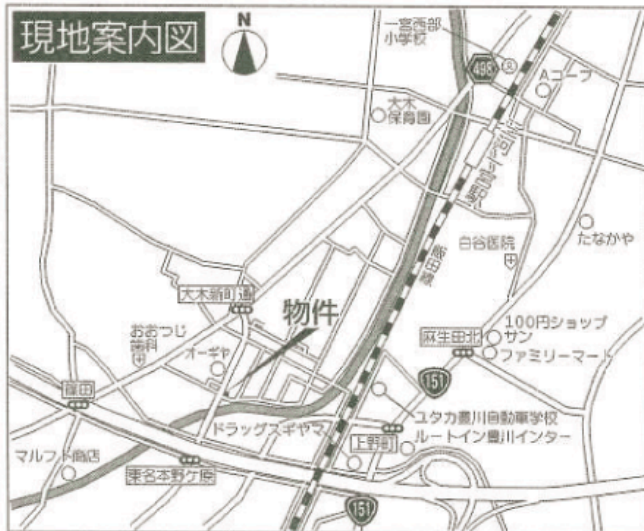 現地案内図
N
一宮西部
小学校
498
Aコープ
大木
保育園
三河一宮駅
飯田線
白谷医院
たなかや
大木新町通
物件
おおつじ
歯科
オーギヤ
麻生田北
100円ショップ
サン
ファミリーマート
151
篠田
ユタカ豊川自動車学校
ドラッグスギヤマ
上野町
ルートイン豊川インター
マルフト商店
東名本野ケ原
151